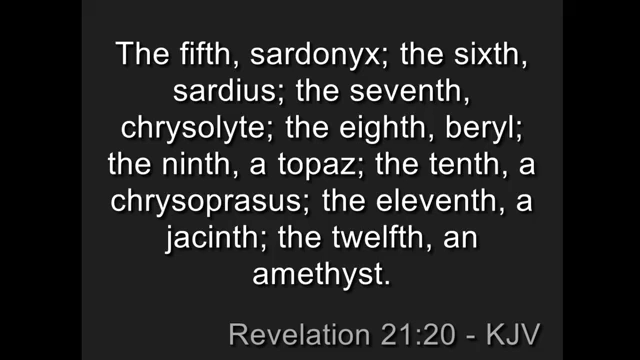 The fifth, sardonyx; the sixth,
sardius; the seventh,
chrysolyte; the eighth, beryl;
the ninth, a topaz; the tenth, a
chrysoprasus; the eleventh, a
jacinth; the twelfth, an
amethyst.
Revelation 21:20 - KJV